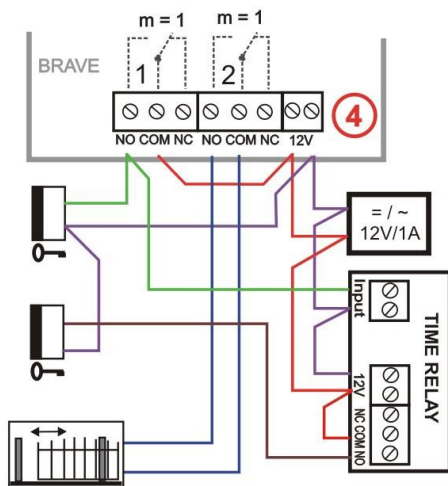 m = 1 m = 1
BRAVE
1 2
4
NO COM NC NO COM NC 12V
= / ~
12V/1A
Input
TIME RELAY
12V
NC COM NO